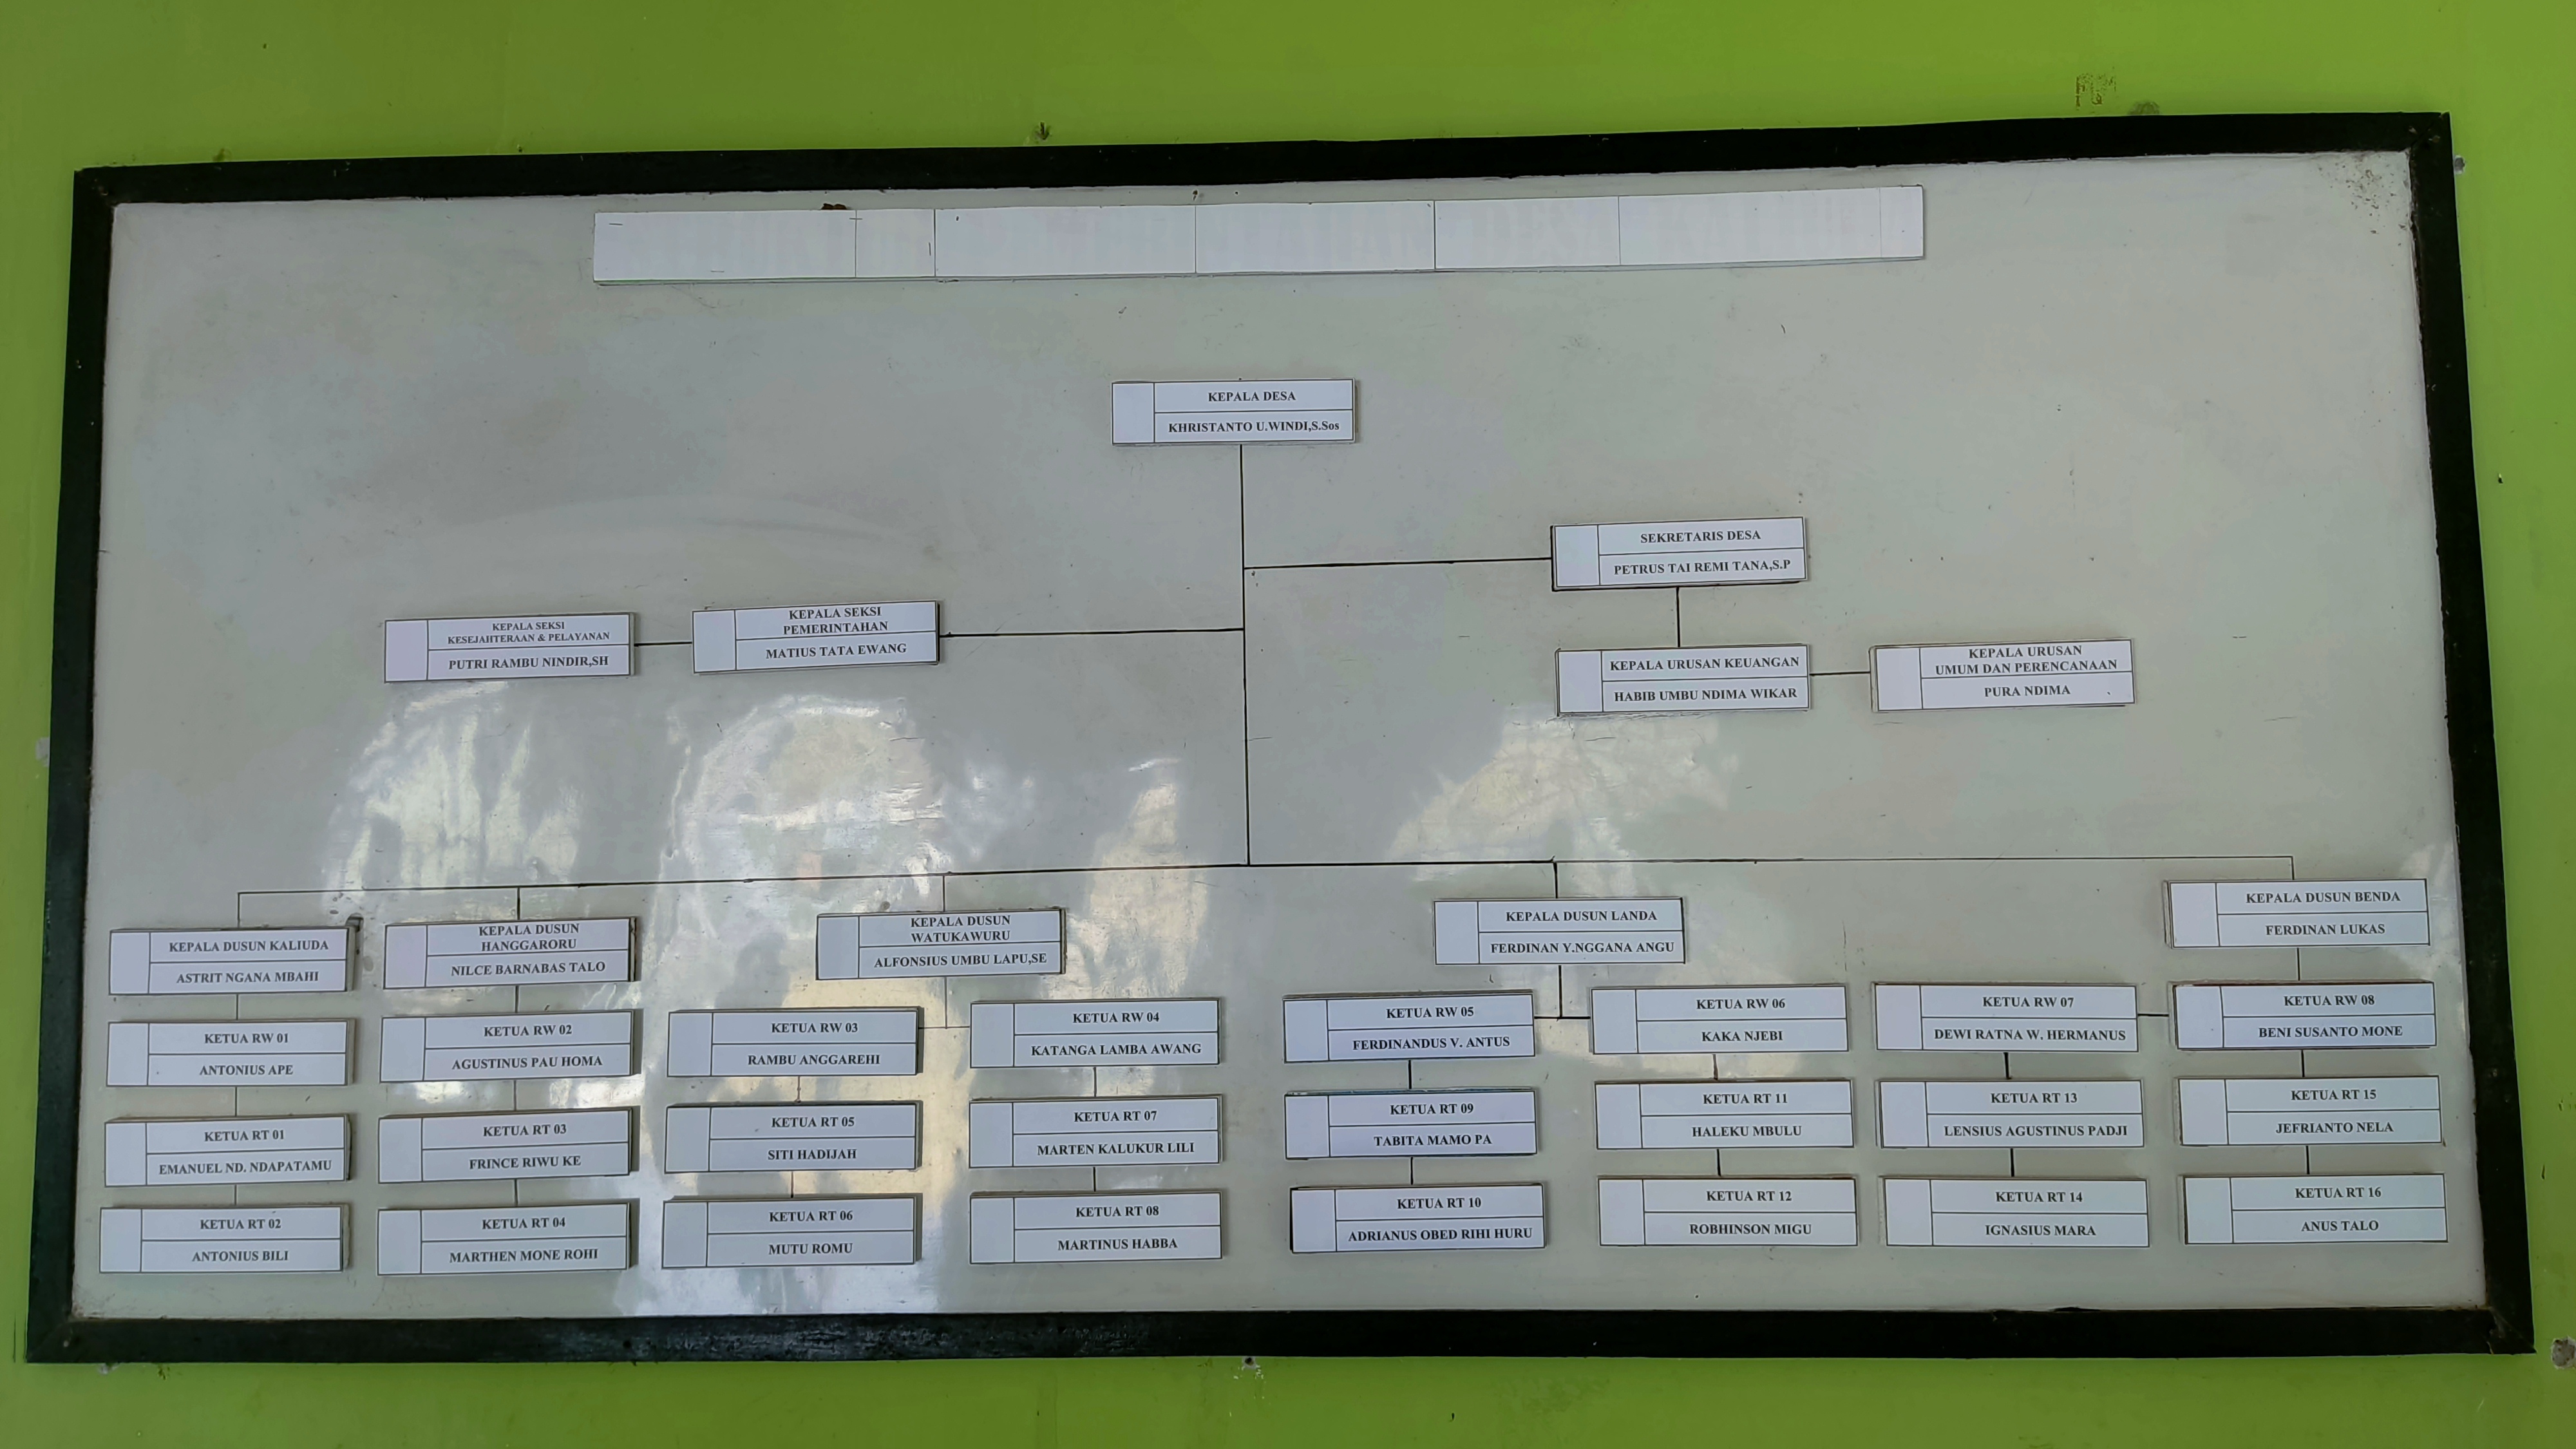 KEPALA DESA
KHRISTANTO U.WINDI,S.Sos
SEKRETARIS DESA
PETRUS TAI REMI TANA,S.P
KEPALA SEKSI
KESEJAHTERAAN & PELAYANAN
PUTRI RAMBU NINDIR,SH
KEPALA SEKSI
PEMERINTAHAN
MATIUS TATA EWANG
KEPALA URUSAN KEUANGAN
HABIB UMBU NDIMA WIKAR
KEPALA URUSAN
UMUM DAN PERENCANAAN
PURA NDIMA
KEPALA DUSUN KALIUDA
ASTRIT NGANA MBAHI
KEPALA DUSUN
HANGGARORU
NILCE BARNABAS TALO
KEPALA DUSUN
WATUKAWURU
ALFONSIUS UMBU LAPU,SE
KEPALA DUSUN LANDA
FERDINAN Y.NGGANA ANGU
KEPALA DUSUN BENDA
FERDINAN LUKAS
KETUA RW 01
ANTONIUS APE
KETUA RW 02
AGUSTINUS PAU HOMA
KETUA RW 03
RAMBU ANGGAREHI
KETUA RW 04
KATANGA LAMBA AWANG
KETUA RW 05
FERDINANDUS V. ANTUS
KETUA RW 06
KAKA NJEBI
KETUA RW 07
DEWI RATNA W. HERMANUS
KETUA RW 08
BENI SUSANTO MONE
KETUA RT 01
EMANUEL ND. NDAPATAMU
KETUA RT 03
FRINCE RIWU KE
KETUA RT 05
SITI HADIJAH
KETUA RT 07
MARTEN KALUKUR LILI
KETUA RT 09
TABITA MAMO PA
KETUA RT 11
HALEKU MBULU
KETUA RT 13
LENSIUS AGUSTINUS PADJI
KETUA RT 15
JEFRIANTO NELA
KETUA RT 02
ANTONIUS BILI
KETUA RT 04
MARTHEN MONE ROHI
KETUA RT 06
MUTU ROMU
KETUA RT 08
MARTINUS HABBA
KETUA RT 10
ADRIANUS OBED RIHI HURU
KETUA RT 12
ROBHINSON MIGU
KETUA RT 14
IGNASIUS MARA
KETUA RT 16
ANUS TALO